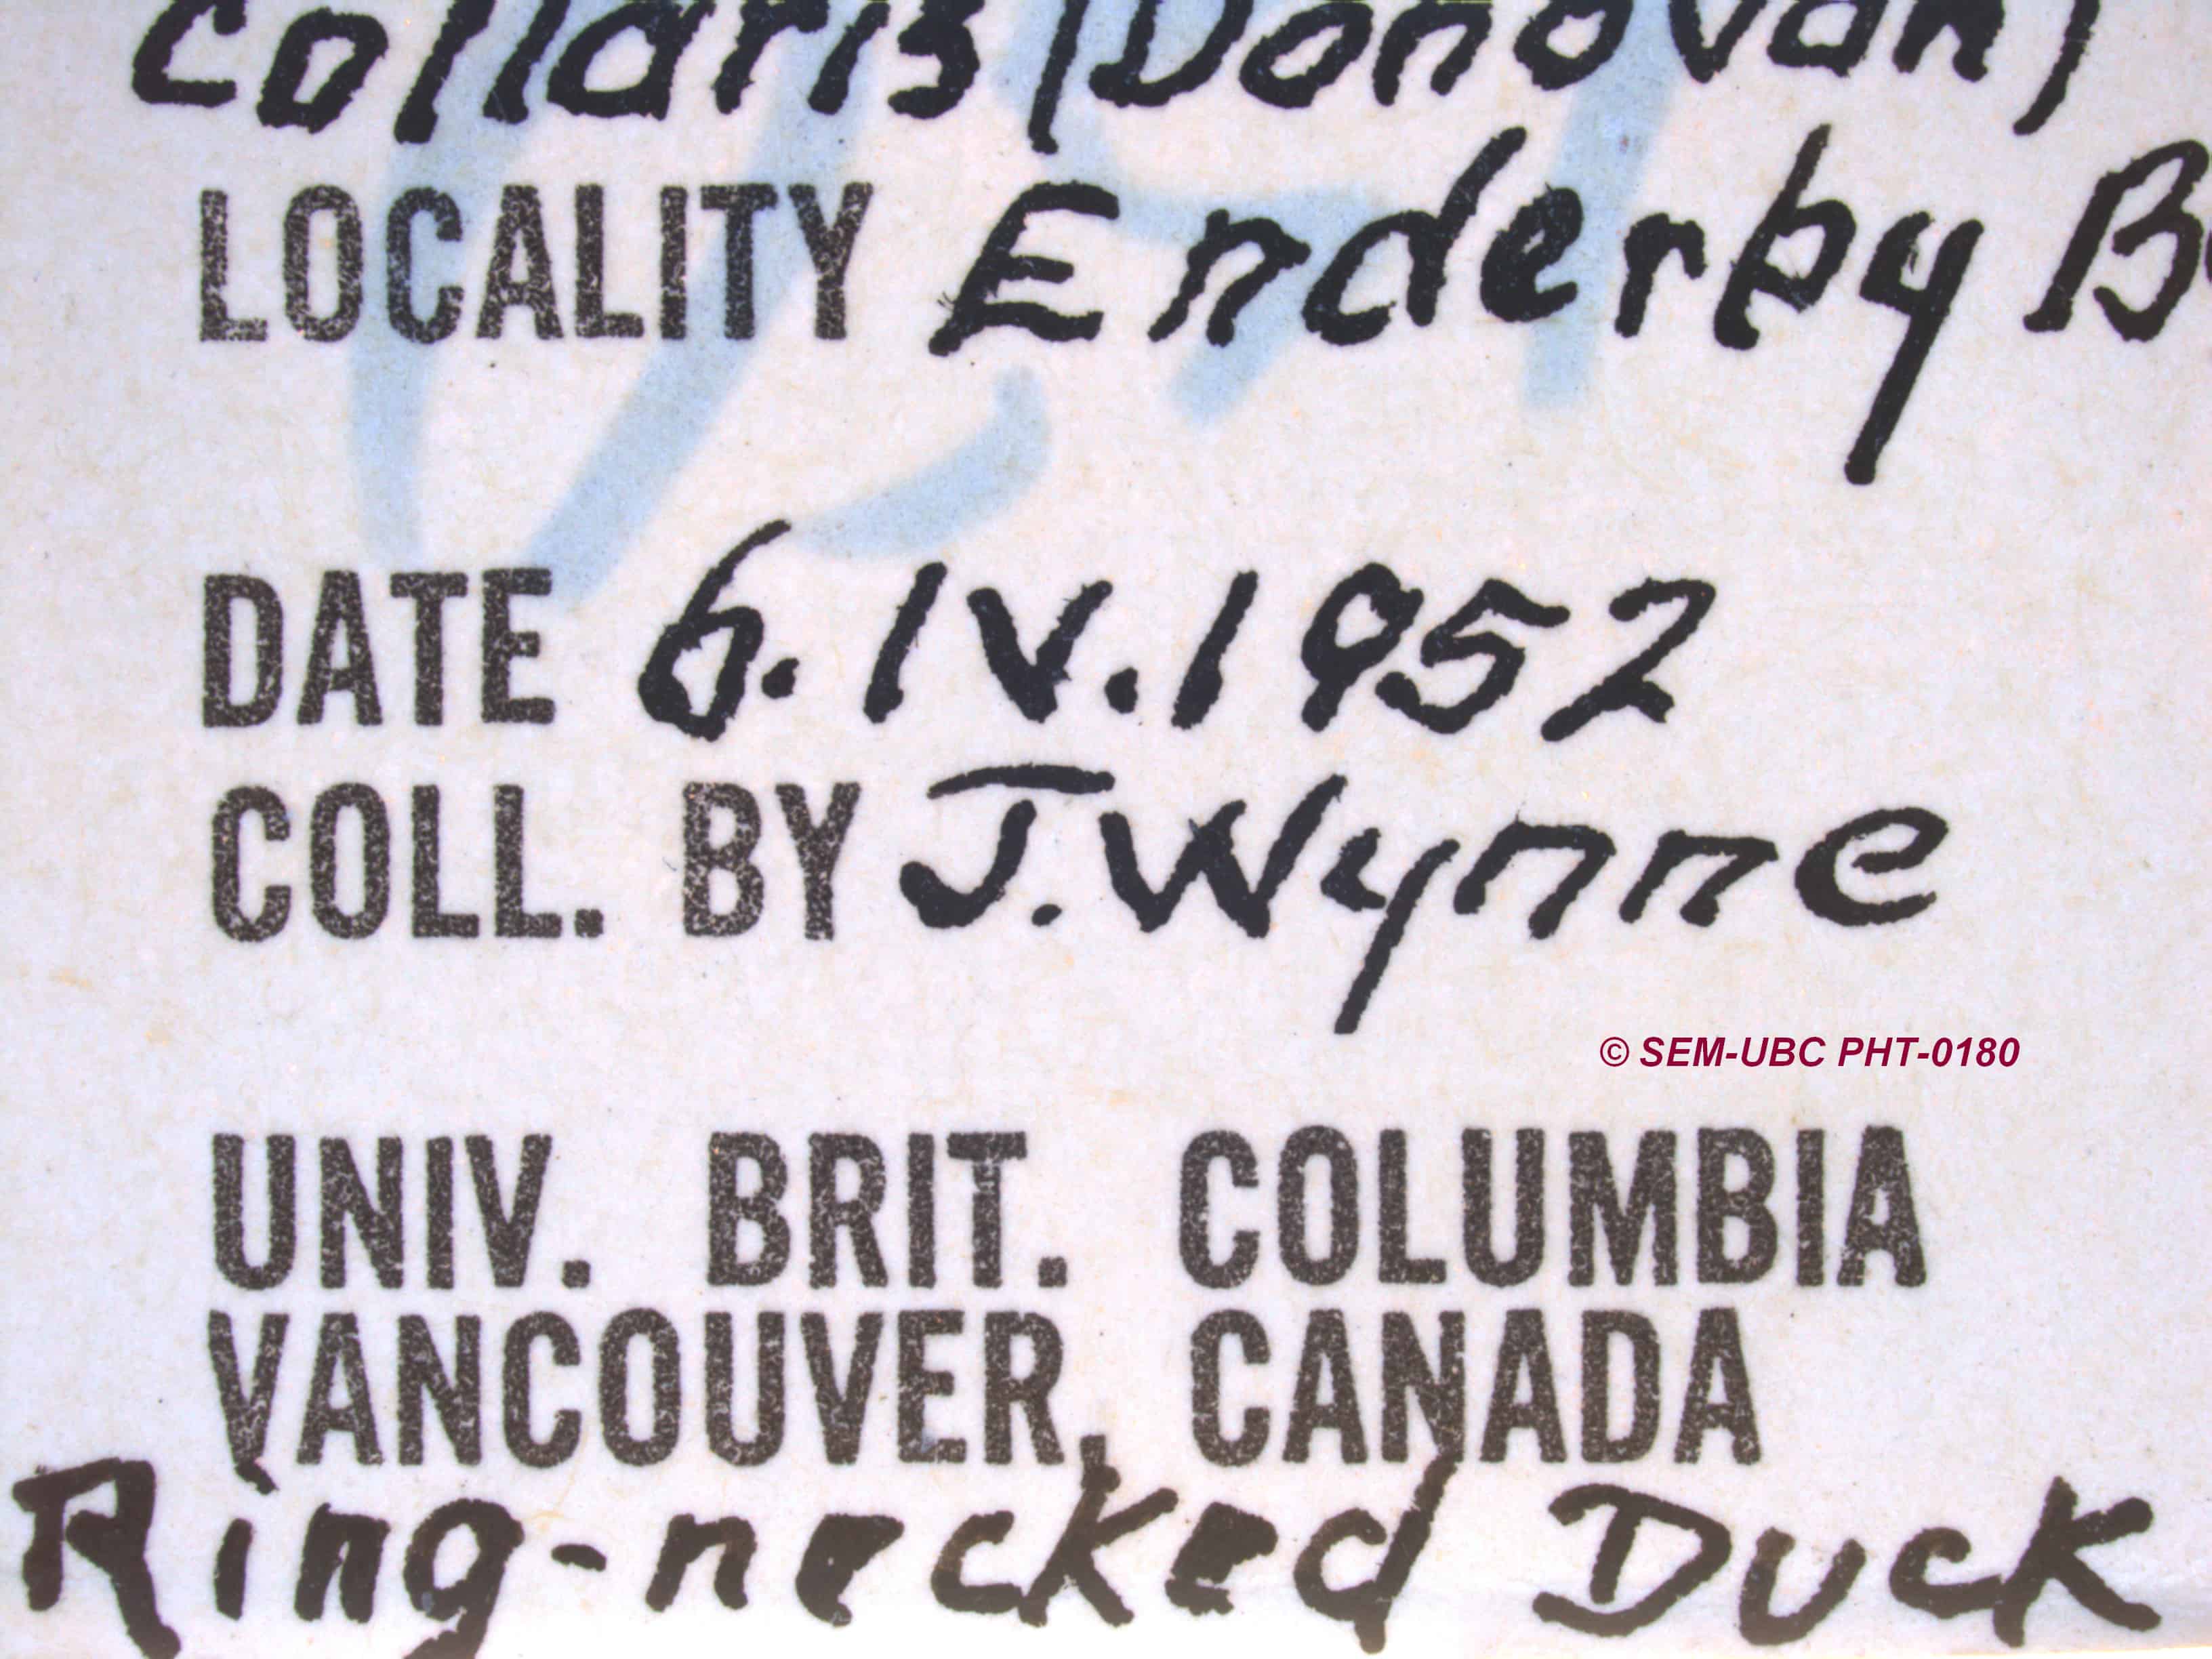 collaris (Donovan)
LOCALITY Enderby B
DATE 6.IV.1952
COLL. BY J. Wynne
© SEM-UBC PHT-0180
UNIV. BRIT. COLUMBIA
VANCOUVER, CANADA
Ring-necked Duck